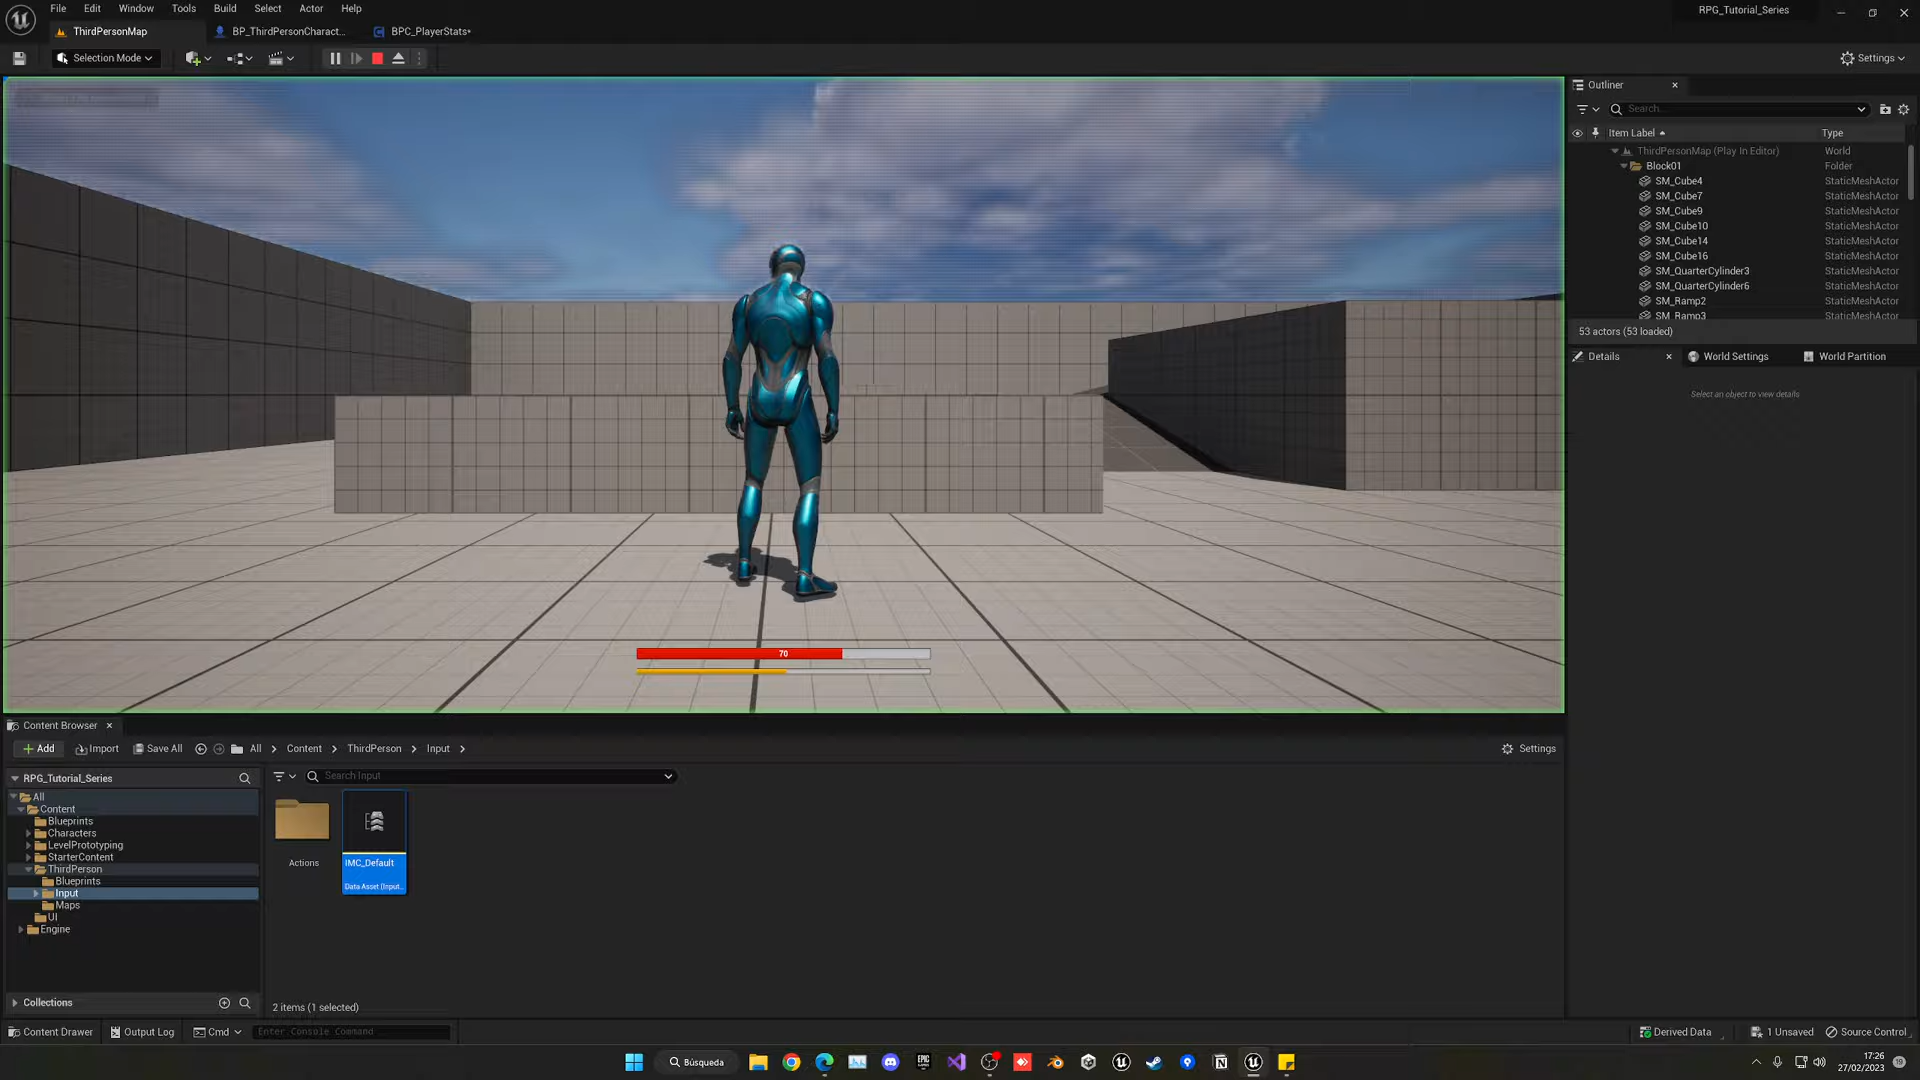 File Edit Window Tools Build Select Actor Help
RPG_Tutorial_Series
ThirdPersonMap
BP_ThirdPersonCharact...
BPC_PlayerStats*
Selection Mode
Settings
Outliner
Search...
Item Label
Type
ThirdPersonMap (Play In Editor) World
Block01 Folder
SM_Cube4 StaticMeshActor
SM_Cube7 StaticMeshActor
SM_Cube9 StaticMeshActor
SM_Cube10 StaticMeshActor
SM_Cube14 StaticMeshActor
SM_Cube16 StaticMeshActor
SM_QuarterCylinder3 StaticMeshActor
SM_QuarterCylinder6 StaticMeshActor
SM_Ramp2 StaticMeshActor
SM_Ramp3 StaticMeshActor
53 actors (53 loaded)
Details
World Settings
World Partition
Select an object to view details
70
Content Browser
Add Import Save All All Content ThirdPerson Input
Settings
RPG_Tutorial_Series
Search Input
All
Content
Blueprints
Characters
LevelPrototyping
StarterContent
ThirdPerson
Blueprints
Input
Maps
UI
Engine
Actions
IMC_Default
Data Asset (Input...
Collections
2 items (1 selected)
Content Drawer Output Log Cmd Enter Console Command
Derived Data 1 Unsaved Source Control
Búsqueda
17:26
27/02/2023
19